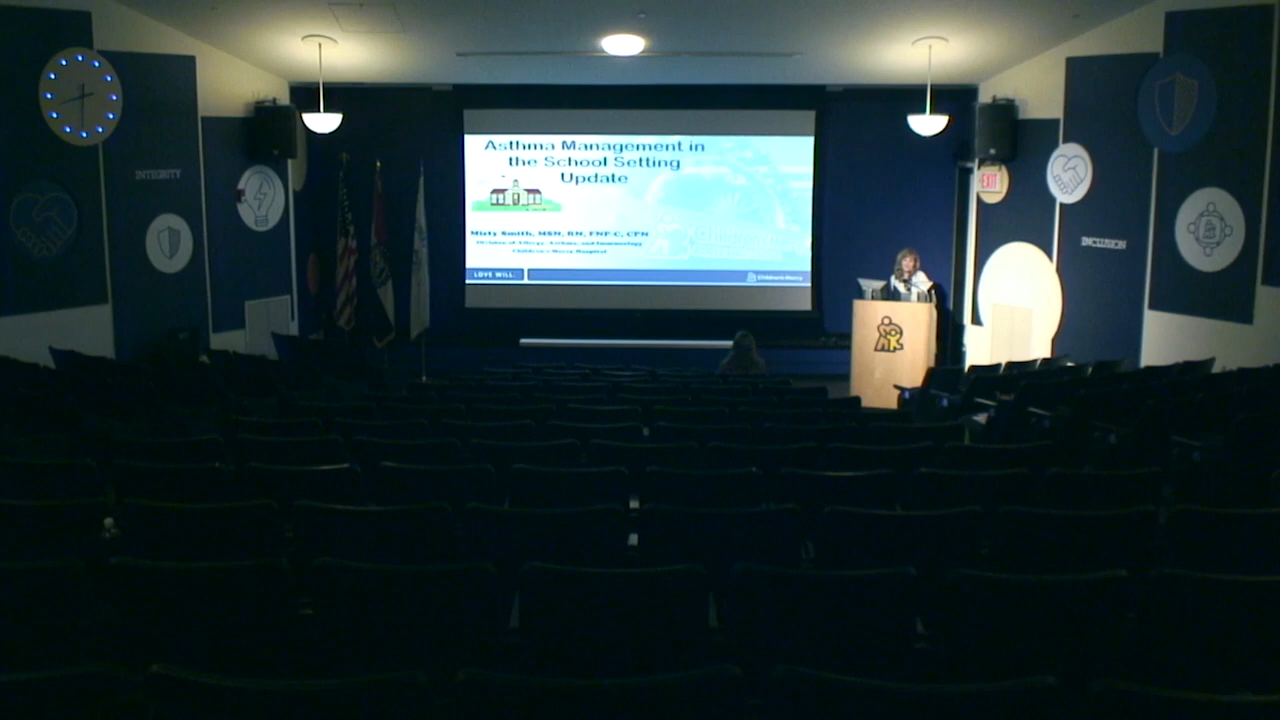 INTEGRITY
Asthma Management in
the School Setting
Update
Misty Smith, MSN, RN, FNP-C, CPN
Division of Allergy, Asthma, and Immunology
Children's Mercy Hospital
LOVE WILL.
Children's Mercy
EXIT
INCLUSION